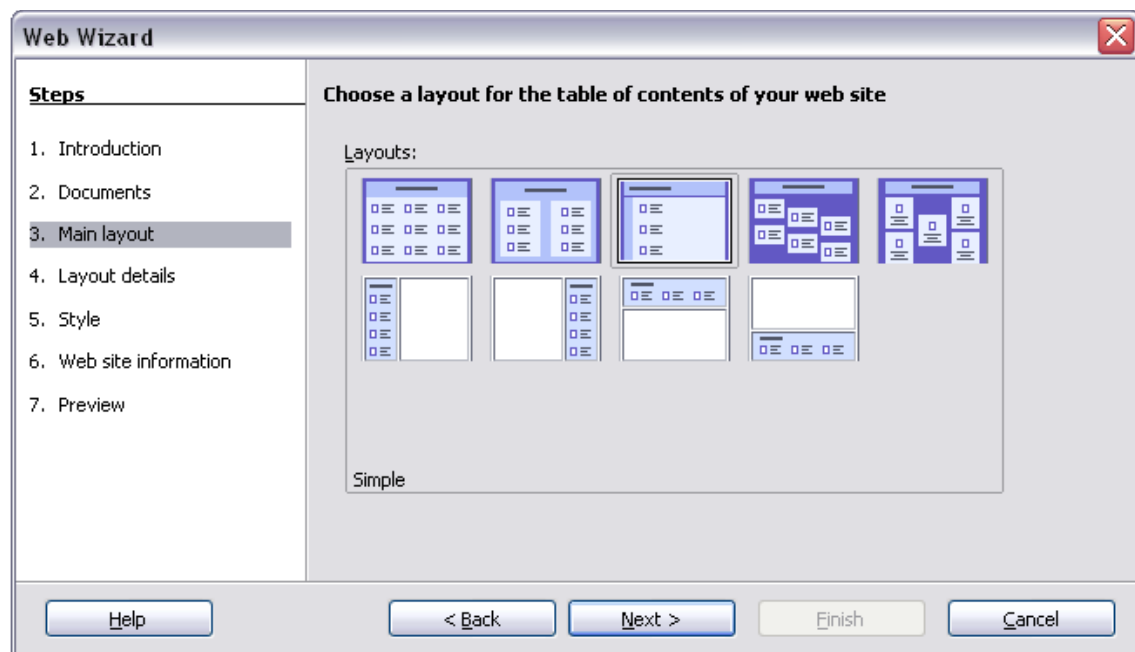 Web Wizard
Steps
1. Introduction
2. Documents
3. Main layout
4. Layout details
5. Style
6. Web site information
7. Preview
Choose a layout for the table of contents of your web site
Layouts:
Simple
Help
< Back
Next >
Finish
Cancel